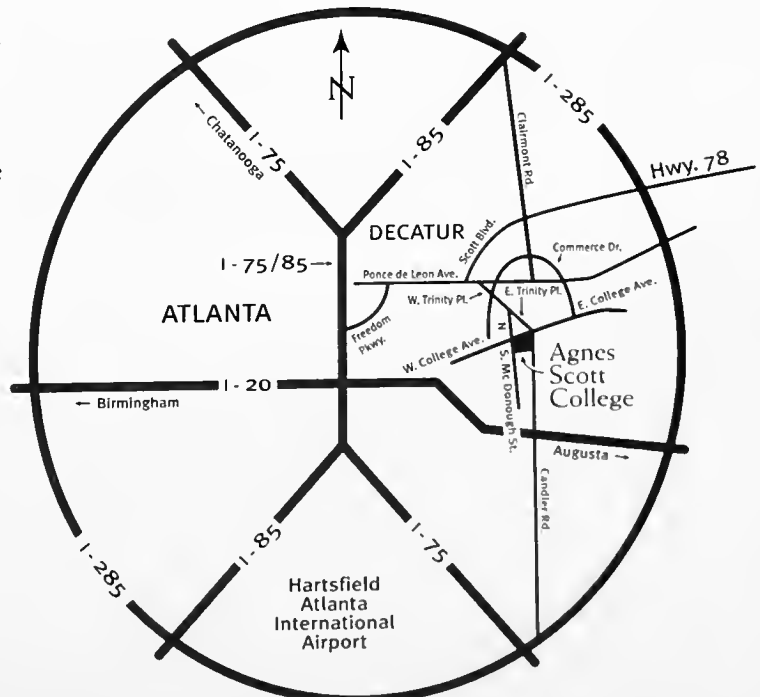 N
I-285
Chatanooga
I-75
I-85
Clairmont Rd.
Hwy. 78
DECATUR
Scott Blvd.
Commerce Dr.
I-75/85
Ponce de Leon Ave.
W. Trinity Pl.
E. Trinity Pl.
E. College Ave.
ATLANTA
Freedom
Pkwy.
N
W. College Ave.
S. Mc Donough St.
Agnes
Scott
College
I-20
Birmingham
Augusta
Candler Rd.
I-85
I-75
I-285
Hartsfield
Atlanta
International
Airport